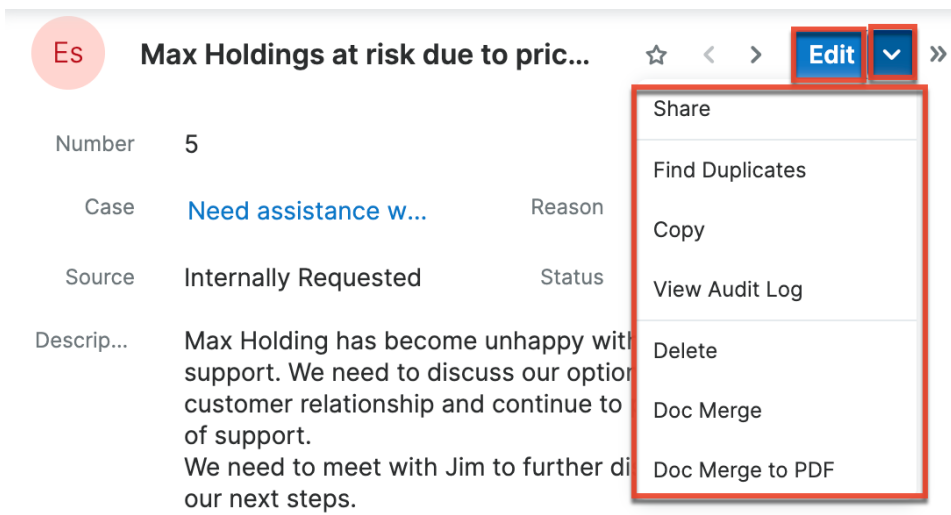 Es
Max Holdings at risk due to pric...
Edit
Share
Number
5
Find Duplicates
Case
Need assistance w...
Reason
Copy
Source
Internally Requested
Status
View Audit Log
Descrip...
Max Holding has become unhappy with
support. We need to discuss our
customer relationship and continue to
of support.
We need to meet with Jim to further
our next steps.
Delete
Doc Merge
Doc Merge to PDF